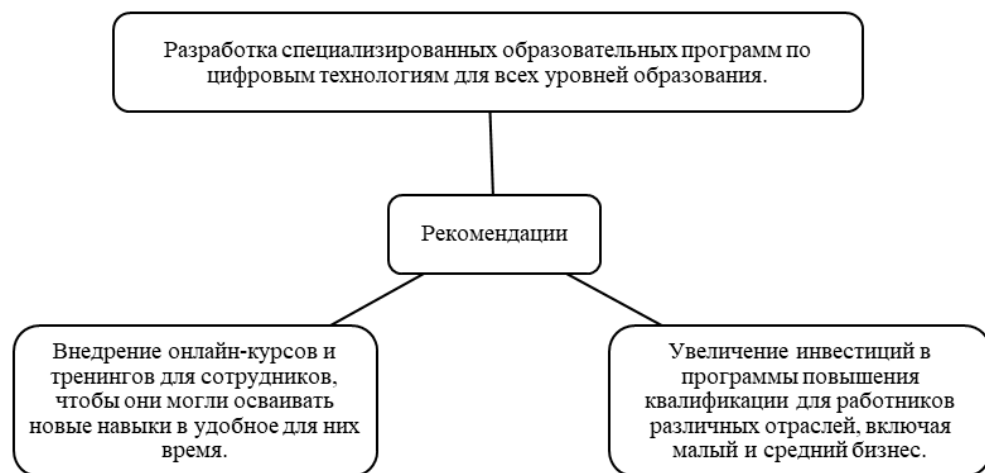 Разработка специализированных образовательных программ по
цифровым технологиям для всех уровней образования.
Рекомендации
Внедрение онлайн-курсов и
тренингов для сотрудников,
чтобы они могли осваивать
новые навыки в удобное для них
время.
Увеличение инвестиций в
программы повышения
квалификации для работников
различных отраслей, включая
малый и средний бизнес.